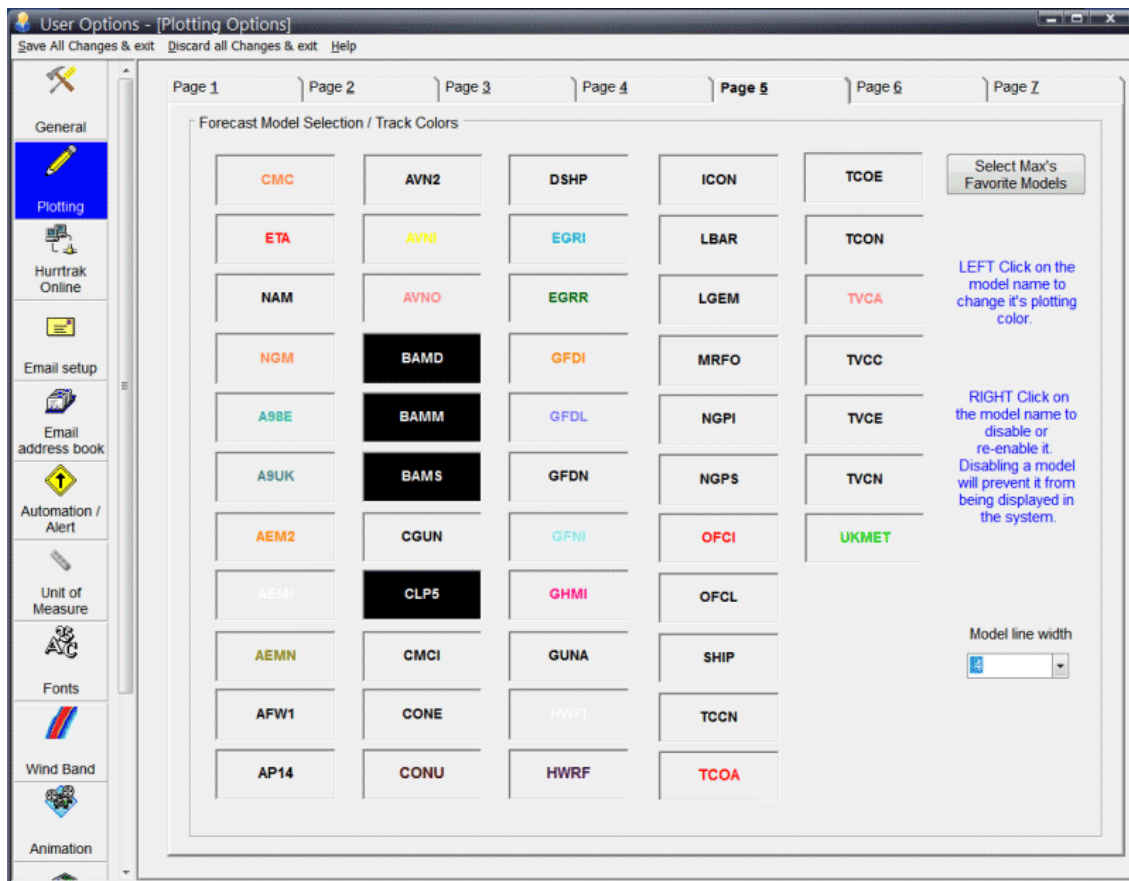 User Options - [Plotting Options]
Save All Changes & exit Discard all Changes & exit Help
General
Plotting
Hurrtrak
Online
Email setup
Email
address book
Automation /
Alert
Unit of
Measure
Fonts
Wind Band
Animation
Page 1 Page 2 Page 3 Page 4 Page 5 Page 6 Page 7
Forecast Model Selection / Track Colors
CMC AVN2 DSHP ICON TCOE
ETA AVNI EGRI LBAR TCON
NAM AVNO EGRR LGEM TVCA
NGM BAMD GFDI MRFO TVCC
A98E BAMM GFDL NGPI TVCE
A9UK BAMS GFDN NGPS TVCN
AEM2 CGUN GFNI OFCI UKMET
AEMI CLP5 GHMI OFCL
AEMN CMCI GUNA SHIP
AFW1 CONE HWFI TCCN
AP14 CONU HWRF TCOA
Select Max's
Favorite Models
LEFT Click on the
model name to
change it's plotting
color.
RIGHT Click on
the model name to
disable or
re-enable it.
Disabling a model
will prevent it from
being displayed in
the system.
Model line width
4